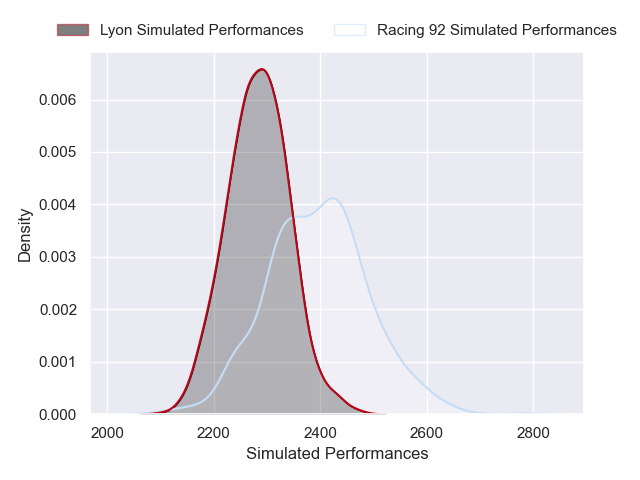 Lyon Simulated Performances Racing 92 Simulated Performances
0.006
0.005
0.004
0.003
0.002
0.001
0.000
Density
2000 2200 2400 2600 2800
Simulated Performances